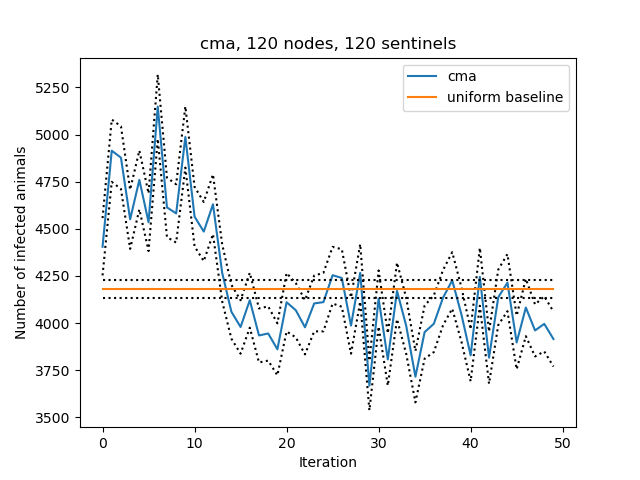 cma, 120 nodes, 120 sentinels
cma
uniform baseline
Number of infected animals
5250
5000
4750
4500
4250
4000
3750
3500
0 10 20 30 40 50
Iteration